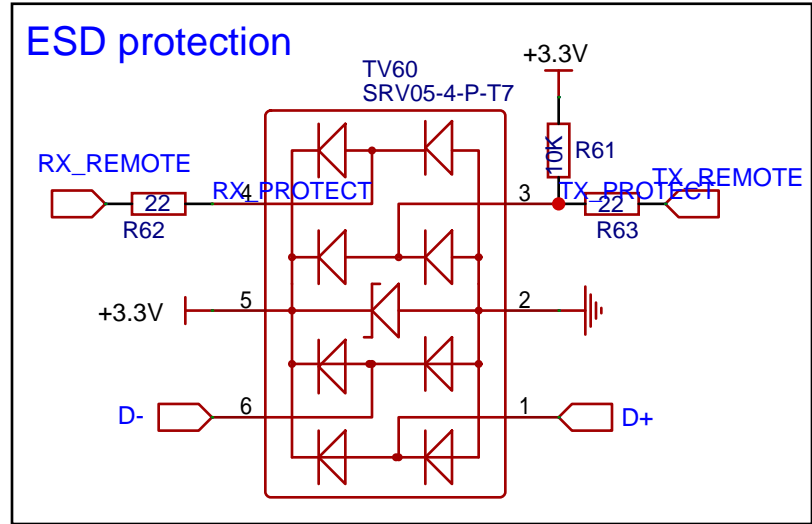 ESD protection
TV60
SRV05-4-P-T7
+3.3V
10K
R61
RX_REMOTE
22
R62
RX_PROTECT
4
3
TX_PROTECT
TX_REMOTE
22
R63
+3.3V
5
2
D-
6
1
D+